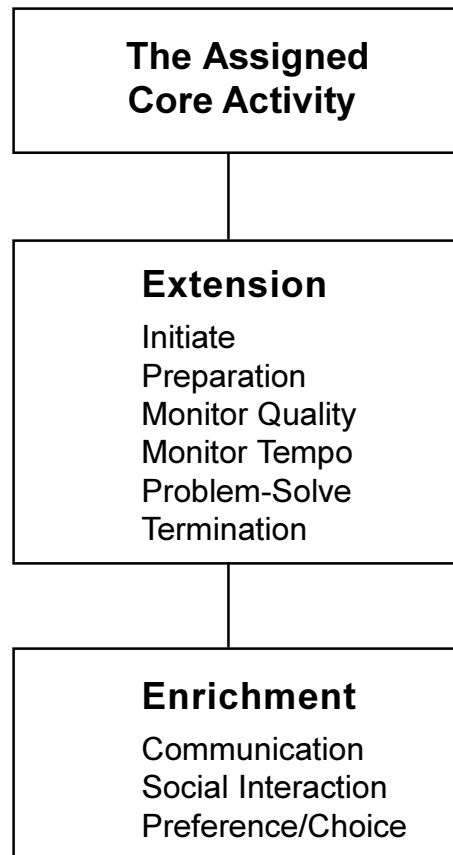 The Assigned
Core Activity
Extension
Initiate
Preparation
Monitor Quality
Monitor Tempo
Problem-Solve
Termination
Enrichment
Communication
Social Interaction
Preference/Choice